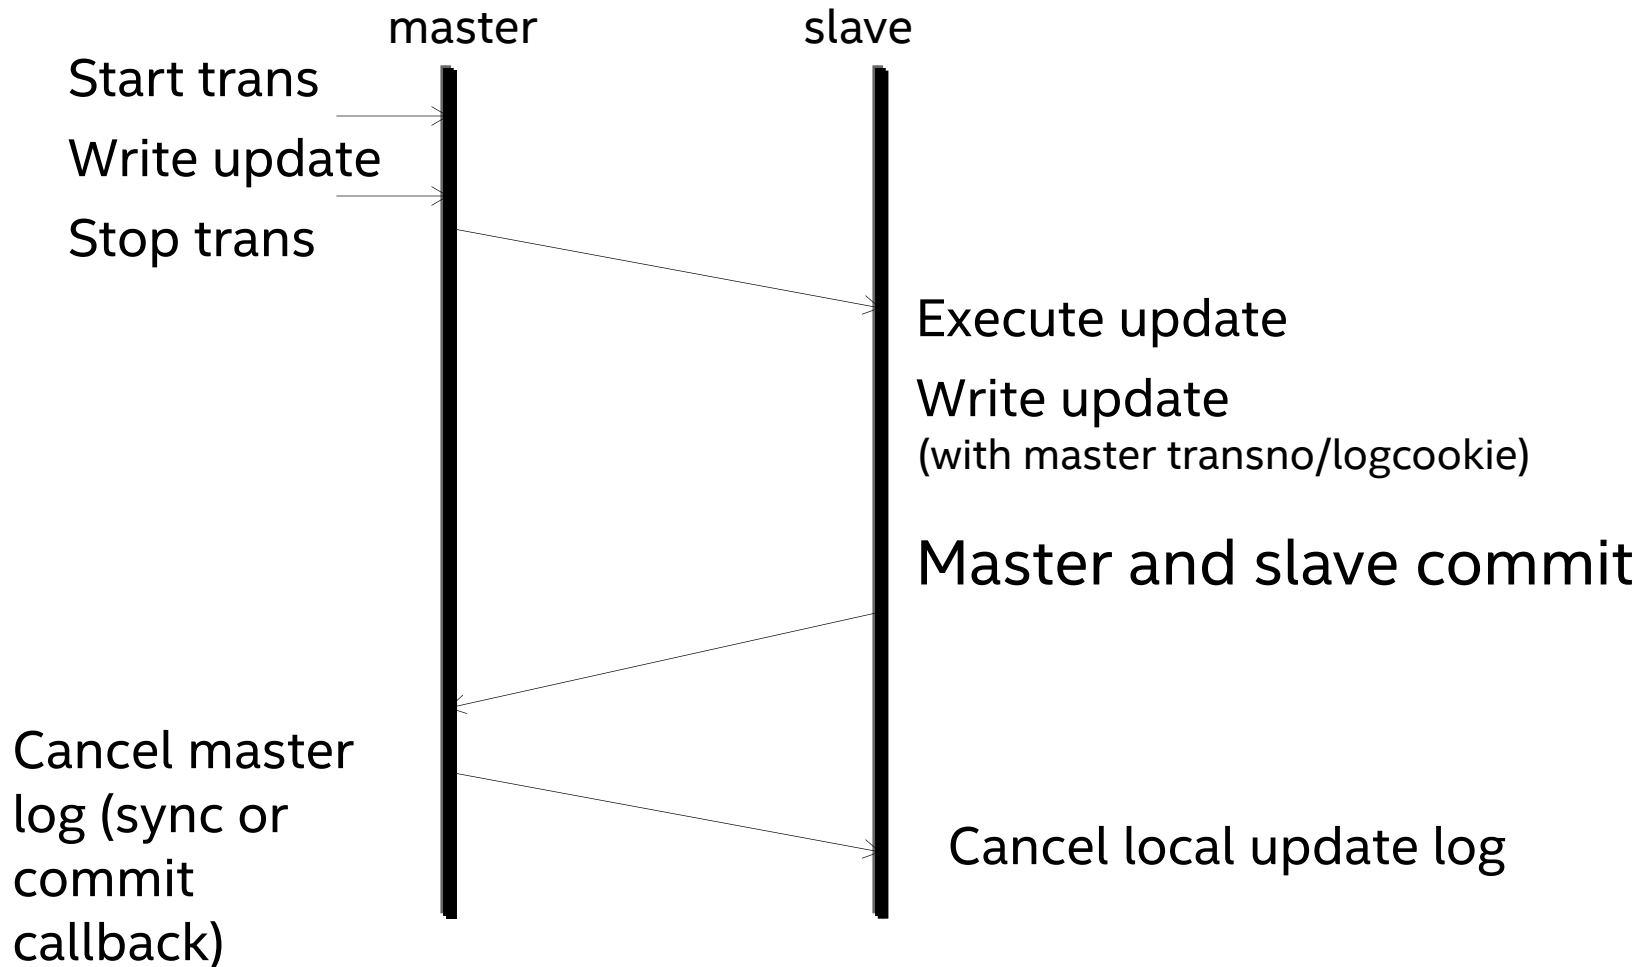 master
slave
Start trans
Write update
Stop trans
Execute update
Write update
(with master transno/logcookie)
Master and slave commit
Cancel master
log (sync or
commit
callback)
Cancel local update log